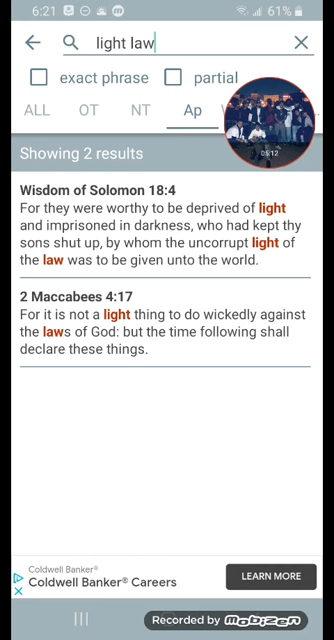 6:21
61%
light law
exact phrase partial
ALL OT NT Ap
05:12
Showing 2 results
Wisdom of Solomon 18:4
For they were worthy to be deprived of light
and imprisoned in darkness, who had kept thy
sons shut up, by whom the uncorrupt light of
the law was to be given unto the world.
2 Maccabees 4:17
For it is not a light thing to do wickedly against
the laws of God: but the time following shall
declare these things.
Coldwell Banker®
Coldwell Banker® Careers
LEARN MORE
Recorded by mobizen